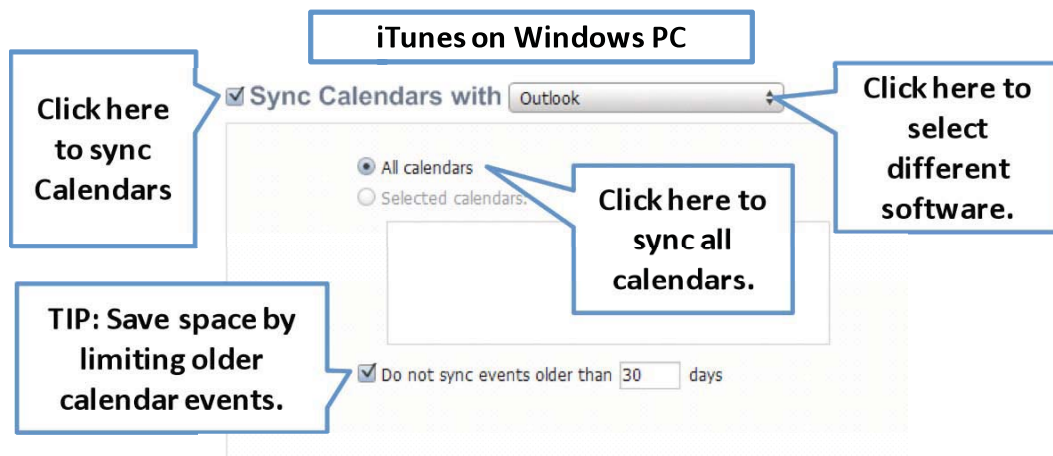 iTunes on Windows PC
Click here
to sync
Calendars
Sync Calendars with Outlook
Click here to
select
different
software.
All calendars
Selected calendars:
Click here to
sync all
calendars.
TIP: Save space by
limiting older
calendar events.
Do not sync events older than 30 days